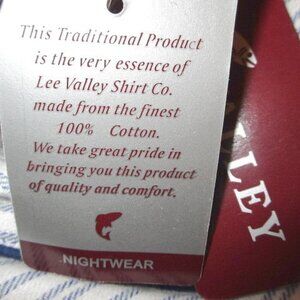 This Traditional Product
is the very essence of
Lee Valley Shirt Co.
made from the finest
100% Cotton.
We take great pride in
bringing you this product
of quality and comfort.
NIGHTWEAR